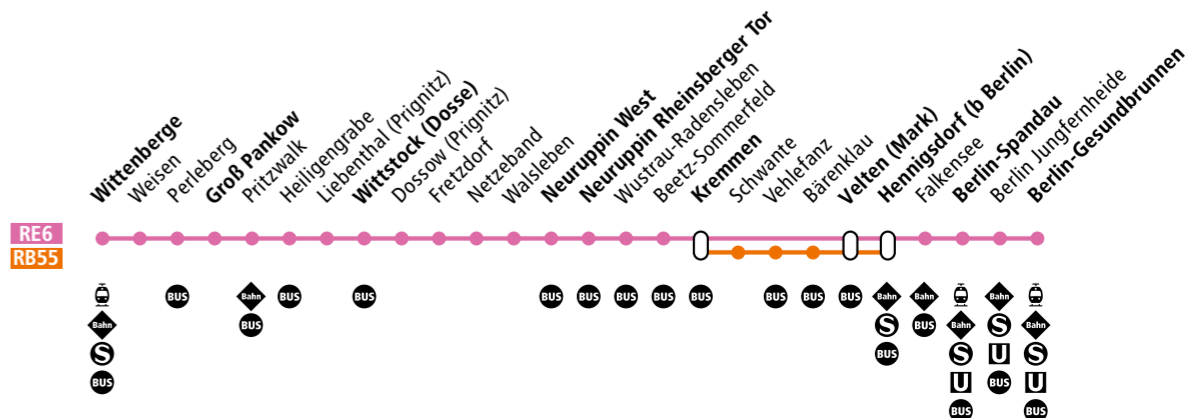 Wittenberge
Weisen
Perleberg
Groß Pankow
Pritzwalk
Heiligengrabe
Liebenthal (Prignitz)
Wittstock (Dosse)
Dossow (Prignitz)
Fretzdorf
Netzeband
Walsleben
Neuruppin West
Neuruppin Rheinsberger Tor
Wustrau-Radensleben
Beetz-Sommerfeld
Kremmen
Schwante
Vehlefanz
Bärenklau
Velten (Mark)
Hennigsdorf (b Berlin)
Falkensee
Berlin-Spandau
Berlin Jungfernheide
Berlin-Gesundbrunnen
RE6
RB55
BUS Bahn BUS BUS BUS BUS BUS BUS BUS BUS BUS BUS Bahn Bahn Bahn
Bahn BUS S BUS Bahn S Bahn
S BUS S U S
BUS U BUS U
BUS BUS